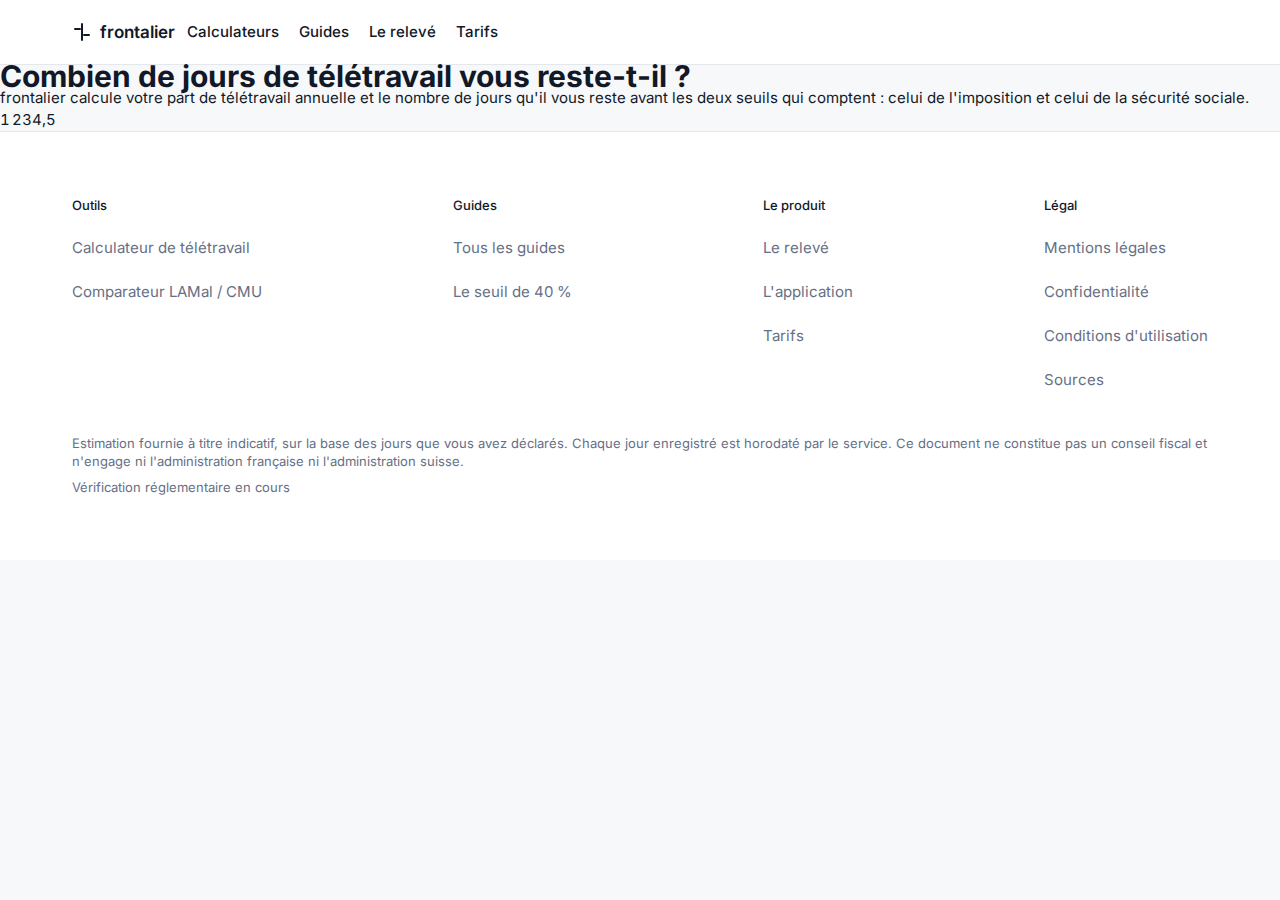 frontalier Calculateurs Guides Le relevé Tarifs
Combien de jours de télétravail vous reste-t-il ?
frontalier calcule votre part de télétravail annuelle et le nombre de jours qu'il vous reste avant les deux seuils qui comptent : celui de l'imposition et celui de la sécurité sociale.
1 234,5
Outils
Calculateur de télétravail
Comparateur LAMal / CMU
Guides
Tous les guides
Le seuil de 40 %
Le produit
Le relevé
L'application
Tarifs
Légal
Mentions légales
Confidentialité
Conditions d'utilisation
Sources
Estimation fournie à titre indicatif, sur la base des jours que vous avez déclarés. Chaque jour enregistré est horodaté par le service. Ce document ne constitue pas un conseil fiscal et
n'engage ni l'administration française ni l'administration suisse.
Vérification réglementaire en cours